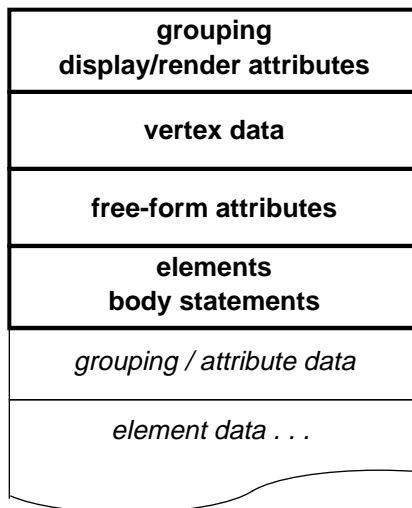 grouping
display/render attributes
vertex data
free-form attributes
elements
body statements
grouping / attribute data
element data . . .